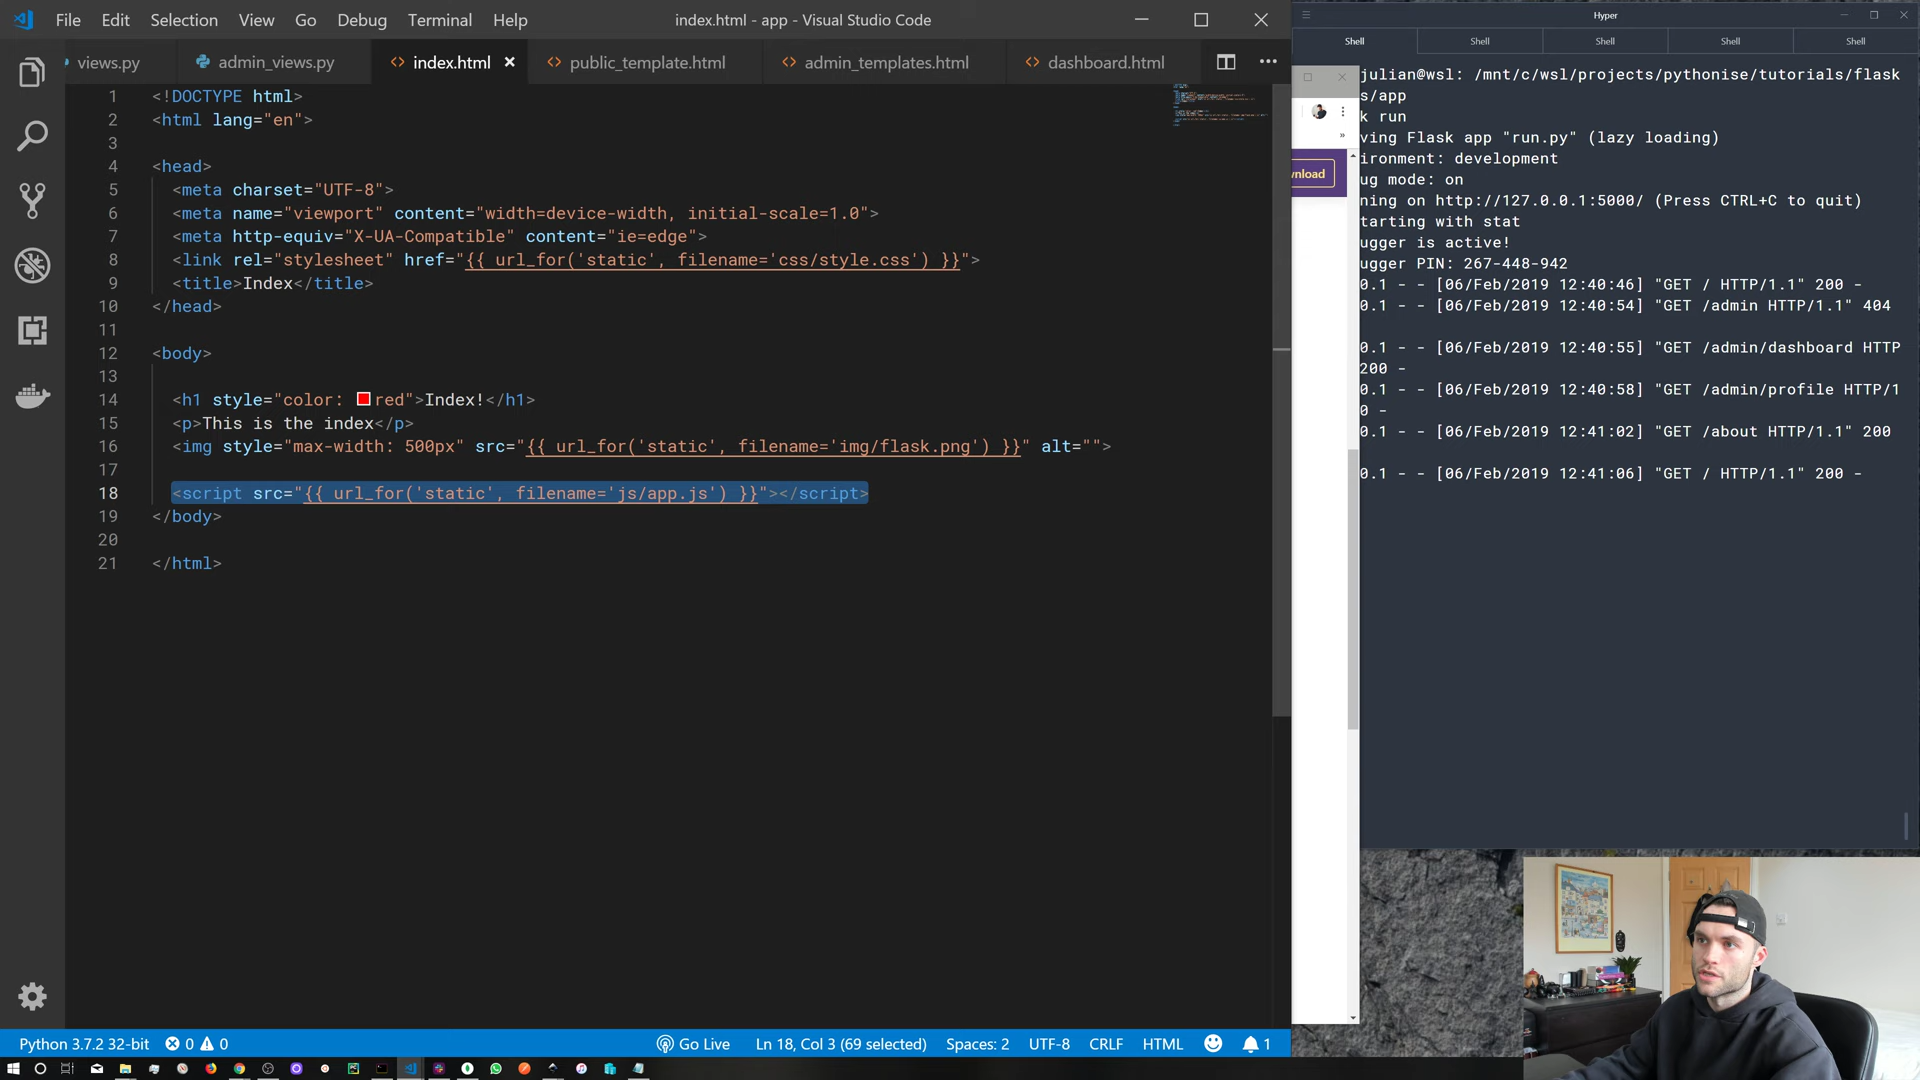 File Edit Selection View Go Debug Terminal Help
index.html - app - Visual Studio Code
views.py
admin_views.py
index.html
public_template.html
admin_templates.html
dashboard.html
1 <!DOCTYPE html>
2 <html lang="en">
3
4 <head>
5 <meta charset="UTF-8">
6 <meta name="viewport" content="width=device-width, initial-scale=1.0">
7 <meta http-equiv="X-UA-Compatible" content="ie=edge">
8 <link rel="stylesheet" href="{{ url_for('static', filename='css/style.css') }}">
9 <title>Index</title>
10 </head>
11
12 <body>
13
14 <h1 style="color: red">Index!</h1>
15 <p>This is the index</p>
16 <img style="max-width: 500px" src="{{ url_for('static', filename='img/flask.png') }}" alt="">
17
18 <script src="{{ url_for('static', filename='js/app.js') }}"></script>
19 </body>
20
21 </html>
Python 3.7.2 32-bit
0
0
Go Live
Ln 18, Col 3 (69 selected)
Spaces: 2
UTF-8
CRLF
HTML
1
Hyper
Shell Shell Shell Shell Shell
julian@wsl: /mnt/c/wsl/projects/pythonise/tutorials/flask
s/app
k run
ving Flask app "run.py" (lazy loading)
ironment: development
ug mode: on
ning on http://127.0.0.1:5000/ (Press CTRL+C to quit)
tarting with stat
ugger is active!
ugger PIN: 267-448-942
0.1 - - [06/Feb/2019 12:40:46] "GET / HTTP/1.1" 200 -
0.1 - - [06/Feb/2019 12:40:54] "GET /admin HTTP/1.1" 404
0.1 - - [06/Feb/2019 12:40:55] "GET /admin/dashboard HTTP
200 -
0.1 - - [06/Feb/2019 12:40:58] "GET /admin/profile HTTP/1
0 -
0.1 - - [06/Feb/2019 12:41:02] "GET /about HTTP/1.1" 200
0.1 - - [06/Feb/2019 12:41:06] "GET / HTTP/1.1" 200 -
wnload